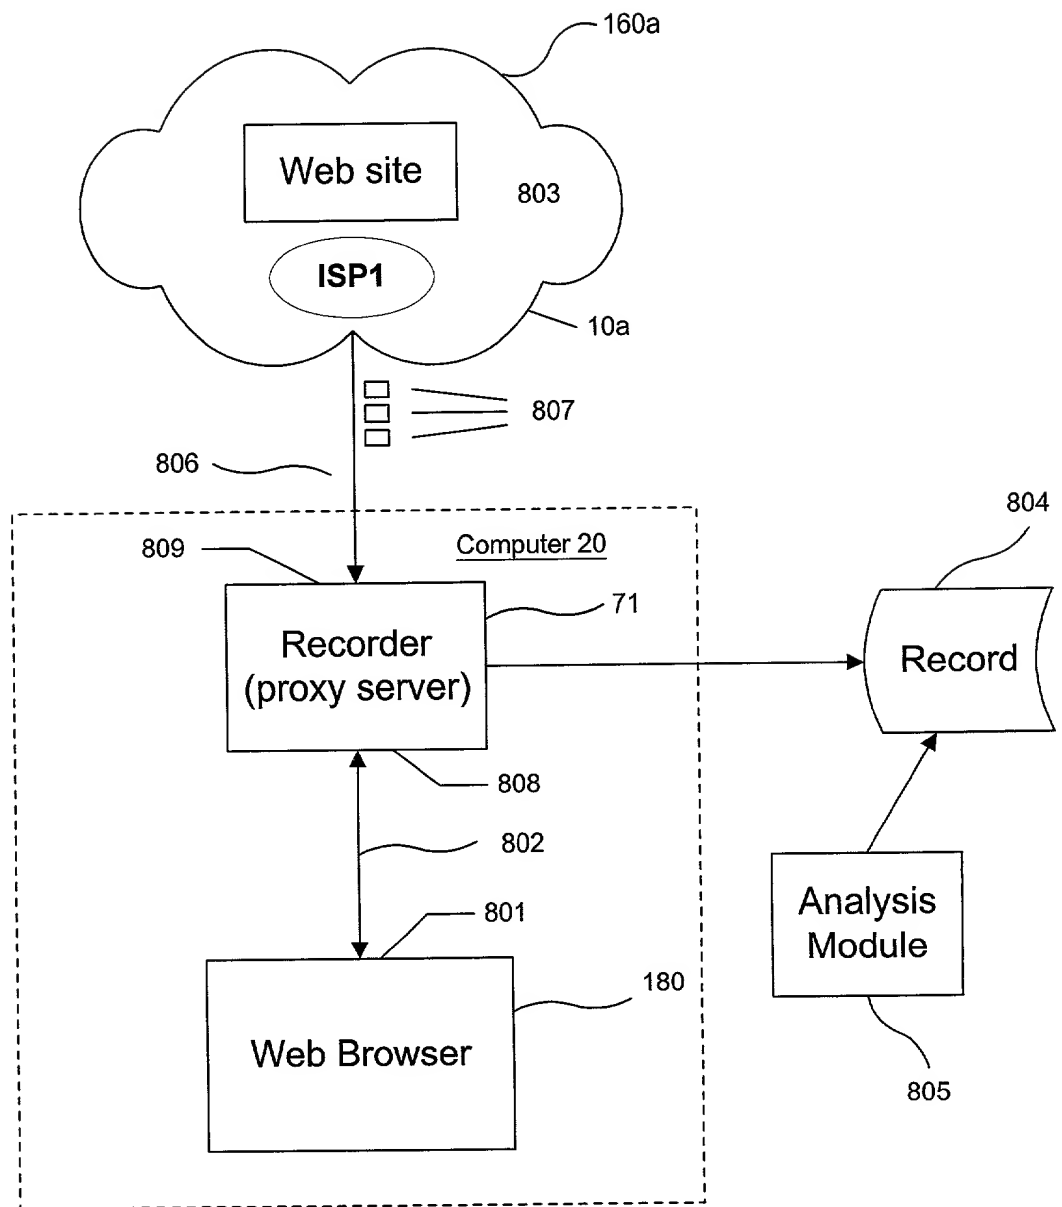 160a
Web site
803
ISP1
10a
807
806
804
809
Computer 20
71
Recorder
(proxy server)
Record
808
802
Analysis
Module
801
180
Web Browser
805